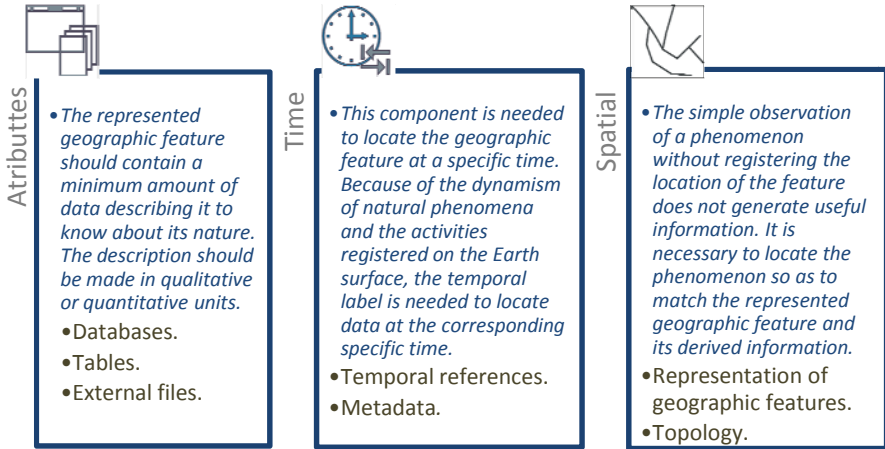 Atributtes
•The represented
geographic feature
should contain a
minimum amount of
data describing it to
know about its nature.
The description should
be made in qualitative
or quantitative units.
•Databases.
•Tables.
•External files.
Time
•This component is needed
to locate the geographic
feature at a specific time.
Because of the dynamism
of natural phenomena
and the activities
registered on the Earth
surface, the temporal
label is needed to locate
data at the corresponding
specific time.
•Temporal references.
•Metadata.
Spatial
•The simple observation
of a phenomenon
without registering the
location of the feature
does not generate useful
information. It is
necessary to locate the
phenomenon so as to
match the represented
geographic feature and
its derived information.
•Representation of
geographic features.
•Topology.